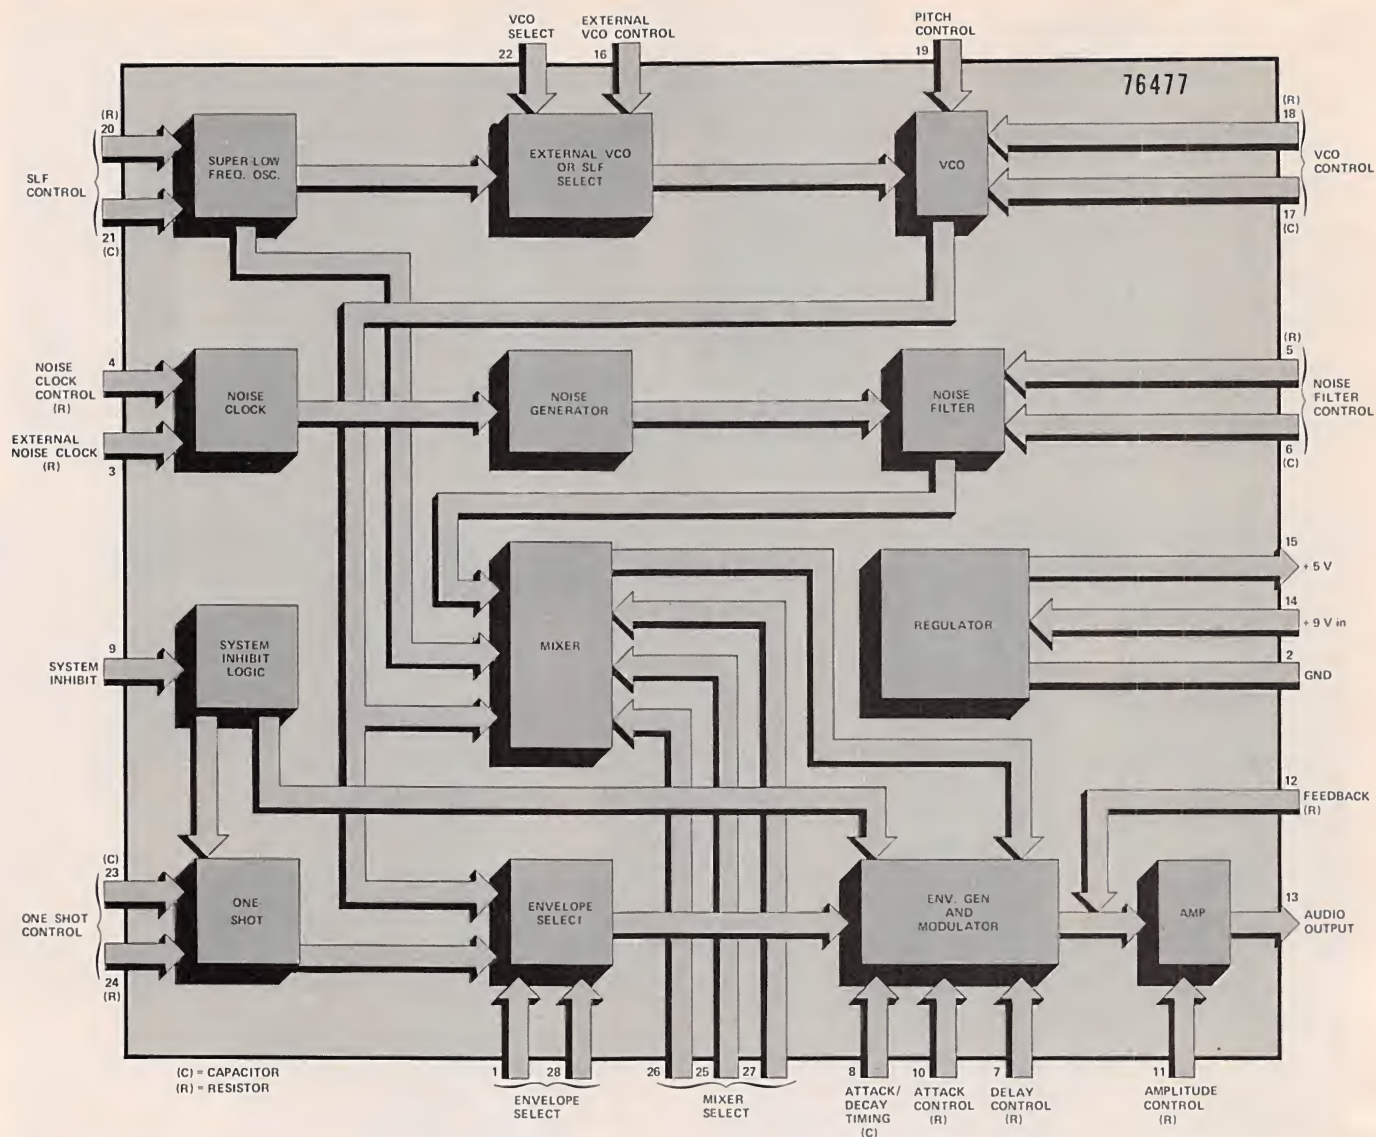 VCO
SELECT
22
EXTERNAL
VCO CONTROL
16
PITCH
CONTROL
19
76477
(R)
20
SLF
CONTROL
21
(C)
SUPER-LOW
FREQ. OSC.
EXTERNAL VCO
OR SLF
SELECT
VCO
(R)
18
VCO
CONTROL
17
(C)
4
NOISE
CLOCK
CONTROL
(R)
EXTERNAL
NOISE CLOCK
(R)
3
NOISE
CLOCK
NOISE
GENERATOR
NOISE
FILTER
(R)
5
NOISE
FILTER
CONTROL
6
(C)
MIXER
REGULATOR
15
+ 5 V
14
+ 9 V in
2
GND
9
SYSTEM
INHIBIT
SYSTEM
INHIBIT
LOGIC
12
FEEDBACK
(R)
(C)
23
ONE SHOT
CONTROL
24
(R)
ONE-
SHOT
ENVELOPE
SELECT
ENV. GEN
AND
MODULATOR
AMP
13
AUDIO
OUTPUT
(C) = CAPACITOR
(R) = RESISTOR
1
28
ENVELOPE
SELECT
26
25
27
MIXER
SELECT
8
ATTACK/
DECAY
TIMING
(C)
10
ATTACK
CONTROL
(R)
7
DELAY
CONTROL
(R)
11
AMPLITUDE
CONTROL
(R)